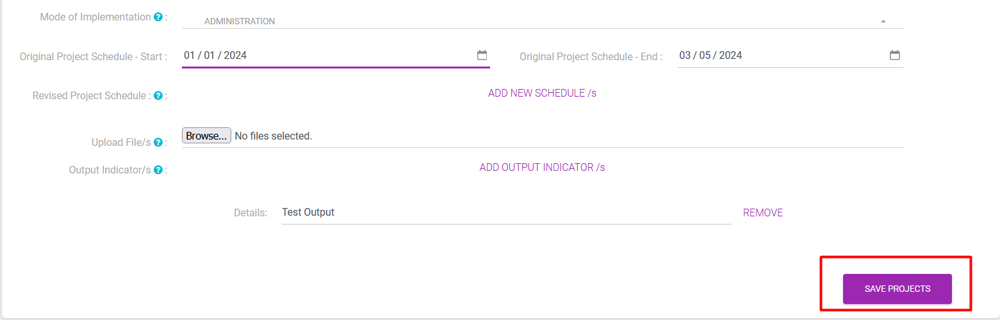 Mode of Implementation ? :
ADMINISTRATION
Original Project Schedule - Start : 01 / 01 / 2024 Original Project Schedule - End : 03 / 05 / 2024
Revised Project Schedule : ? : ADD NEW SCHEDULE /s
Upload File/s ? : Browse... No files selected.
Output Indicator/s ? : ADD OUTPUT INDICATOR /s
Details: Test Output REMOVE
SAVE PROJECTS